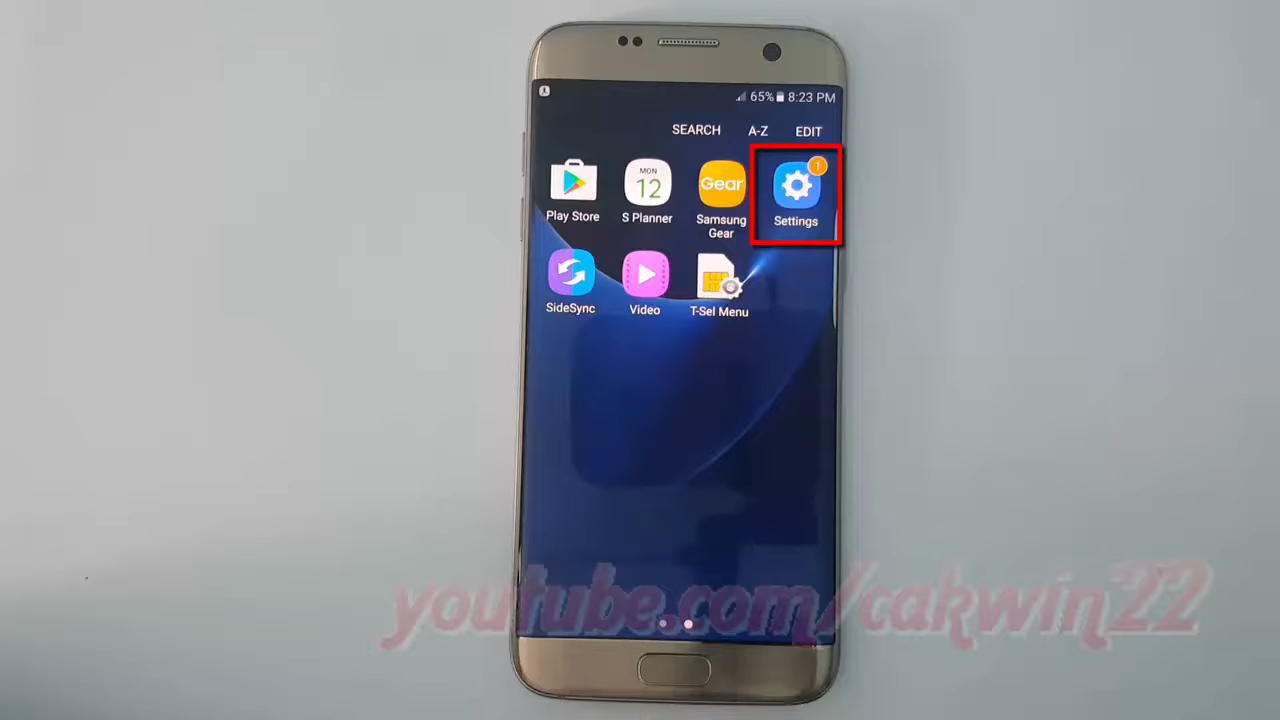 65% 8:23 PM
SEARCH A-Z EDIT
MON
12
Gear
1
Play Store S Planner Samsung Gear Settings
SideSync Video T-Sel Menu
youtube.com/cakwin22